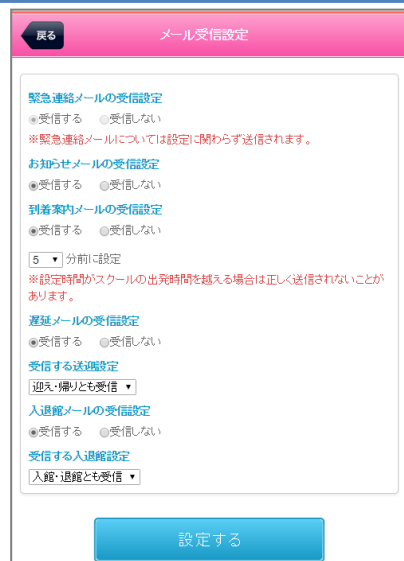 戻る
メール受信設定
緊急連絡メールの受信設定
受信する 受信しない
※緊急連絡メールについては設定に関わらず送信されます。
お知らせメールの受信設定
受信する 受信しない
到着案内メールの受信設定
受信する 受信しない
5 分前に設定
※設定時間がスクールの出発時間を越える場合は正しく送信されないことが
あります。
遅延メールの受信設定
受信する 受信しない
受信する送迎設定
迎え・帰りとも受信
入退館メールの受信設定
受信する 受信しない
受信する入退館設定
入館・退館とも受信
設定する